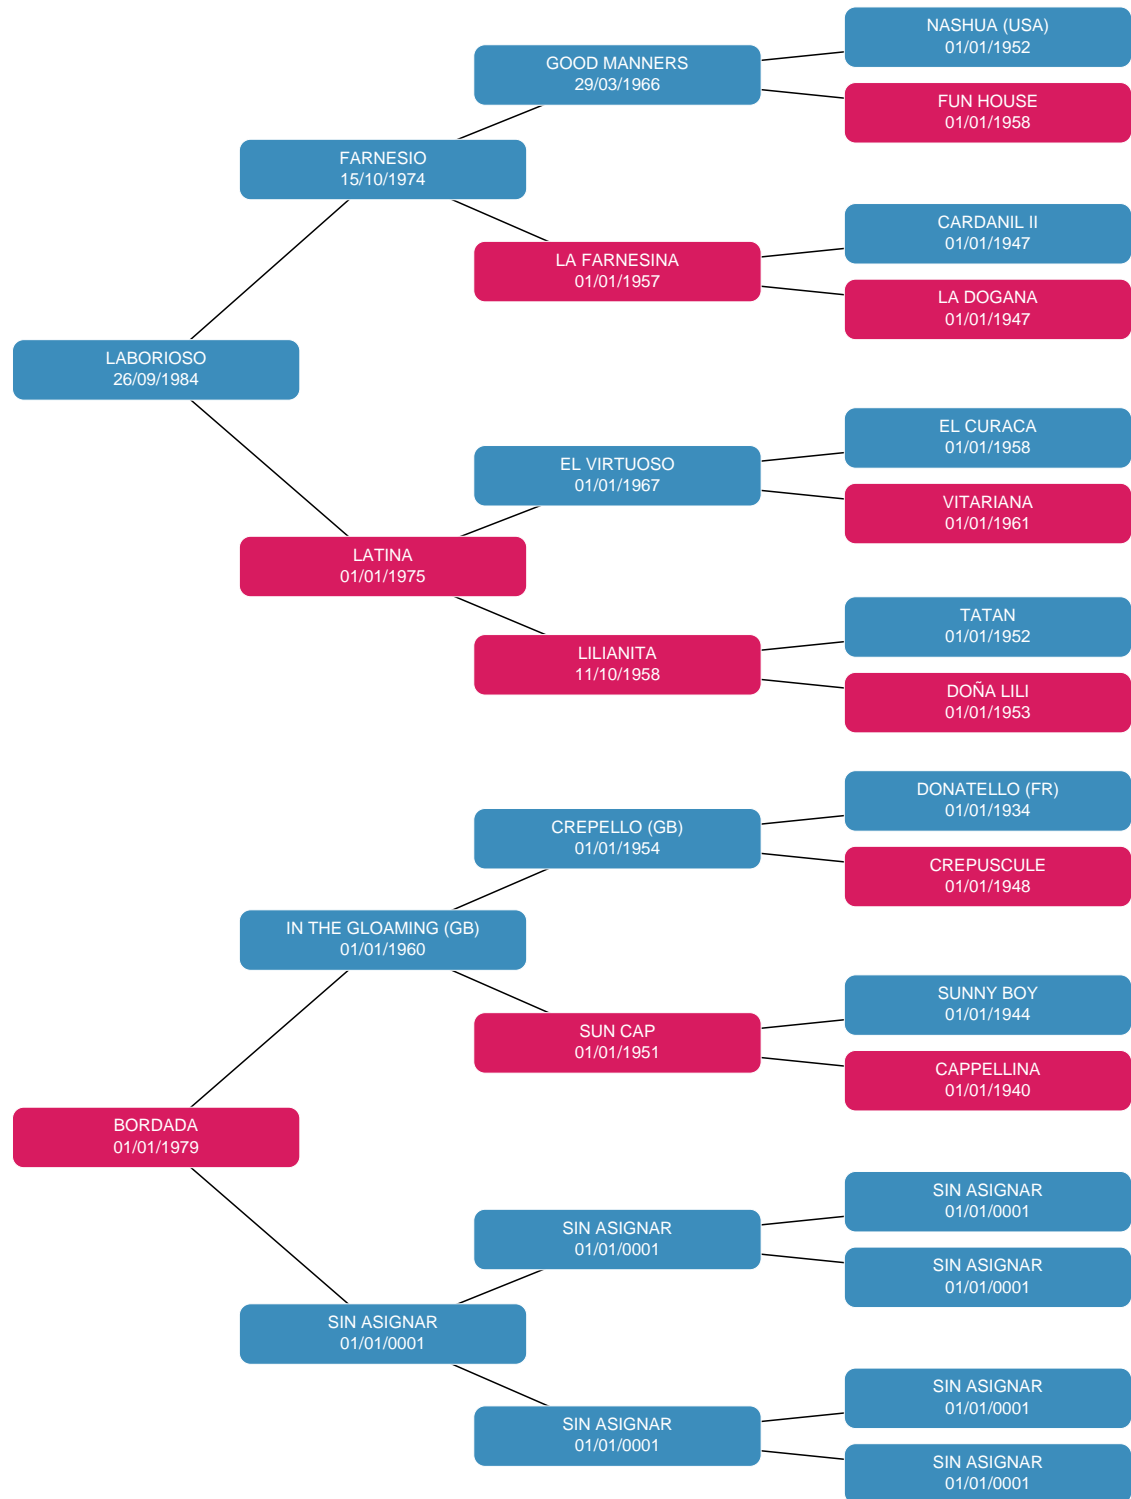 NASHUA (USA)
01/01/1952
GOOD MANNERS
29/03/1966
FUN HOUSE
01/01/1958
FARNESIO
15/10/1974
CARDANIL II
01/01/1947
LA FARNESINA
01/01/1957
LA DOGANA
01/01/1947
LABORIOSO
26/09/1984
EL CURACA
01/01/1958
EL VIRTUOSO
01/01/1967
VITARIANA
01/01/1961
LATINA
01/01/1975
TATAN
01/01/1952
LILIANITA
11/10/1958
DOÑA LILI
01/01/1953
DONATELLO (FR)
01/01/1934
CREPELLO (GB)
01/01/1954
CREPUSCULE
01/01/1948
IN THE GLOAMING (GB)
01/01/1960
SUNNY BOY
01/01/1944
SUN CAP
01/01/1951
CAPPELLINA
01/01/1940
BORDADA
01/01/1979
SIN ASIGNAR
01/01/0001
SIN ASIGNAR
01/01/0001
SIN ASIGNAR
01/01/0001
SIN ASIGNAR
01/01/0001
SIN ASIGNAR
01/01/0001
SIN ASIGNAR
01/01/0001
SIN ASIGNAR
01/01/0001